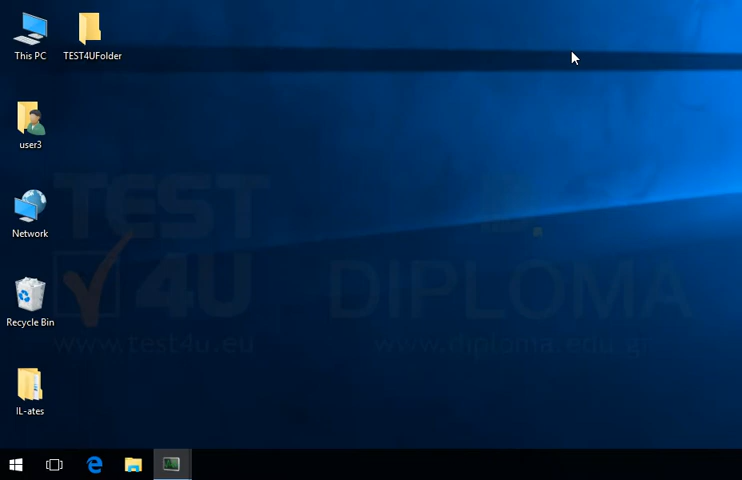 This PC
TEST4UFolder
user3
Network
Recycle Bin
IL-ates
TEST
4U
www.test4u.eu
DIPLOMA
www.diploma.edu.gr